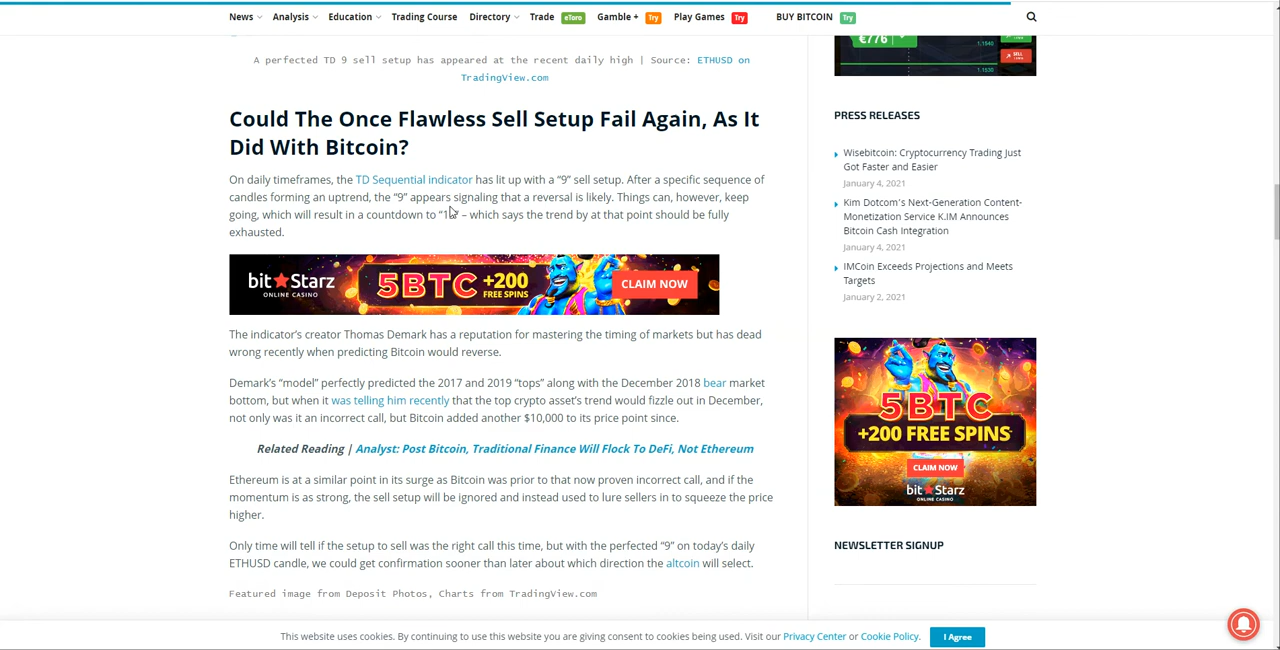 News Analysis Education Trading Course Directory Trade eToro Gamble + Try Play Games Try BUY BITCOIN Try
A perfected TD 9 sell setup has appeared at the recent daily high | Source: ETHUSD on
TradingView.com
Could The Once Flawless Sell Setup Fail Again, As It
Did With Bitcoin?
On daily timeframes, the TD Sequential indicator has lit up with a “9” sell setup. After a specific sequence of
candles forming an uptrend, the “9” appears signaling that a reversal is likely. Things can, however, keep
going, which will result in a countdown to – which says the trend by at that point should be fully
exhausted.
bitStarz
ONLINE CASINO
5BTC +200
FREE SPINS
CLAIM NOW
The indicator’s creator Thomas Demark has a reputation for mastering the timing of markets but has dead
wrong recently when predicting Bitcoin would reverse.
Demark’s “model” perfectly predicted the 2017 and 2019 “tops” along with the December 2018 bear market
bottom, but when it was telling him recently that the top crypto asset’s trend would fizzle out in December,
not only was it an incorrect call, but Bitcoin added another $10,000 to its price point since.
Related Reading | Analyst: Post Bitcoin, Traditional Finance Will Flock To DeFi, Not Ethereum
Ethereum is at a similar point in its surge as Bitcoin was prior to that now proven incorrect call, and if the
momentum is as strong, the sell setup will be ignored and instead used to lure sellers in to squeeze the price
higher.
Only time will tell if the setup to sell was the right call this time, but with the perfected “9” on today’s daily
ETHUSD candle, we could get confirmation sooner than later about which direction the altcoin will select.
Featured image from Deposit Photos, Charts from TradingView.com
€776
1.1540
SELL
1.1530
PRESS RELEASES
Wisebitcoin: Cryptocurrency Trading Just
Got Faster and Easier
January 4, 2021
Kim Dotcom’s Next-Generation Content-
Monetization Service K.IM Announces
Bitcoin Cash Integration
January 4, 2021
IMCoin Exceeds Projections and Meets
Targets
January 2, 2021
5BTC
+200 FREE SPINS
CLAIM NOW
bitStarz
ONLINE CASINO
NEWSLETTER SIGNUP
This website uses cookies. By continuing to use this website you are giving consent to cookies being used. Visit our Privacy Center or Cookie Policy. I Agree